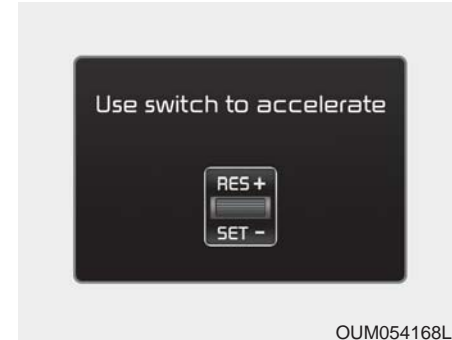 Use switch to accelerate
RES +
SET -
OUM054168L